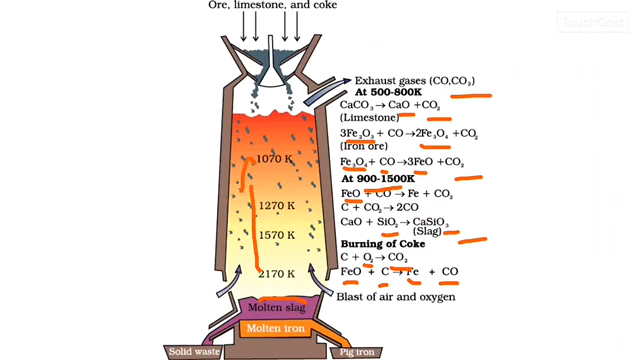 TouchCast
Ore, limestone, and coke
Exhaust gases (CO,CO₂)
At 500-800K
CaCO₃→CaO +CO₂
(Limestone)
3Fe₂O₃+ CO→2Fe₃O₄ +CO₂
(Iron ore)
Fe₃O₄+ CO→3FeO +CO₂
At 900-1500K
FeO + CO → Fe + CO₂
C + CO₂→2CO
CaO + SiO₂→CaSiO₃
(Slag)
Burning of Coke
C + O₂→CO₂
FeO + C → Fe + CO
Blast of air and oxygen
1070 K
1270 K
1570 K
2170 K
Molten slag
Molten iron
Solid waste
Pig iron